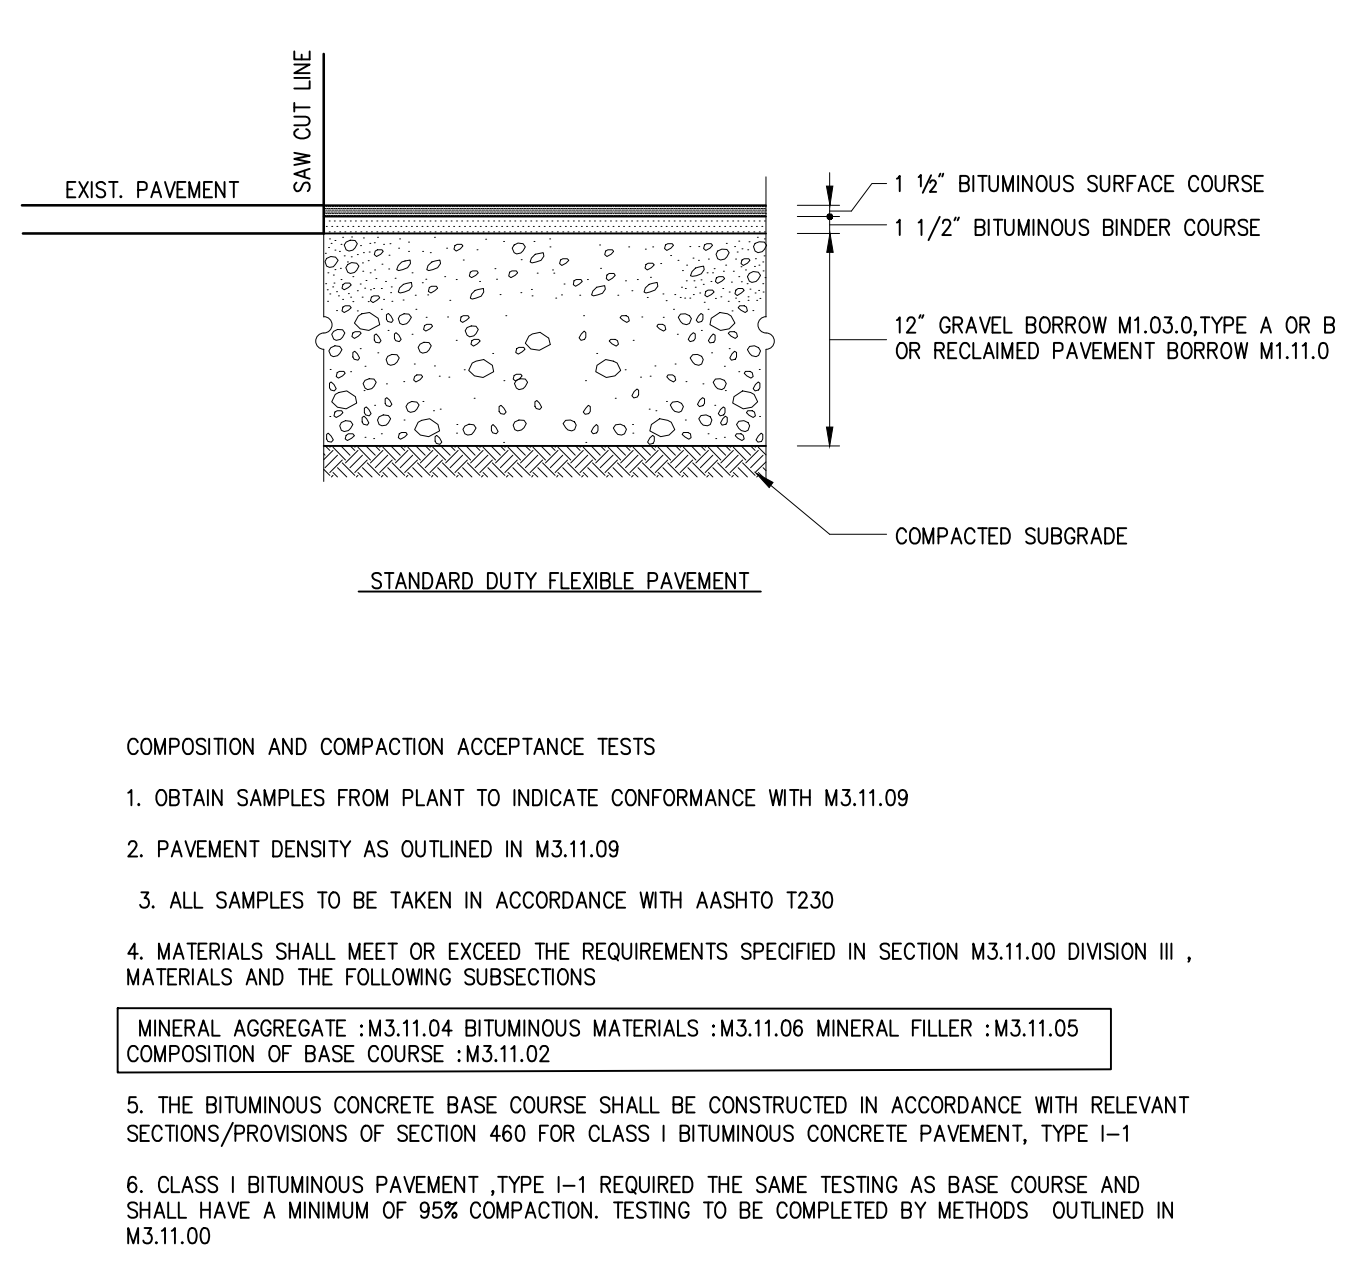 SAW CUT LINE
EXIST. PAVEMENT
1 ½" BITUMINOUS SURFACE COURSE
1 1/2" BITUMINOUS BINDER COURSE
12" GRAVEL BORROW M1.03.0,TYPE A OR B
OR RECLAIMED PAVEMENT BORROW M1.11.0
COMPACTED SUBGRADE
STANDARD DUTY FLEXIBLE PAVEMENT
COMPOSITION AND COMPACTION ACCEPTANCE TESTS
1. OBTAIN SAMPLES FROM PLANT TO INDICATE CONFORMANCE WITH M3.11.09
2. PAVEMENT DENSITY AS OUTLINED IN M3.11.09
3. ALL SAMPLES TO BE TAKEN IN ACCORDANCE WITH AASHTO T230
4. MATERIALS SHALL MEET OR EXCEED THE REQUIREMENTS SPECIFIED IN SECTION M3.11.00 DIVISION III ,
MATERIALS AND THE FOLLOWING SUBSECTIONS
MINERAL AGGREGATE :M3.11.04 BITUMINOUS MATERIALS :M3.11.06 MINERAL FILLER :M3.11.05
COMPOSITION OF BASE COURSE :M3.11.02
5. THE BITUMINOUS CONCRETE BASE COURSE SHALL BE CONSTRUCTED IN ACCORDANCE WITH RELEVANT
SECTIONS/PROVISIONS OF SECTION 460 FOR CLASS I BITUMINOUS CONCRETE PAVEMENT, TYPE I-1
6. CLASS I BITUMINOUS PAVEMENT ,TYPE I-1 REQUIRED THE SAME TESTING AS BASE COURSE AND
SHALL HAVE A MINIMUM OF 95% COMPACTION. TESTING TO BE COMPLETED BY METHODS OUTLINED IN
M3.11.00